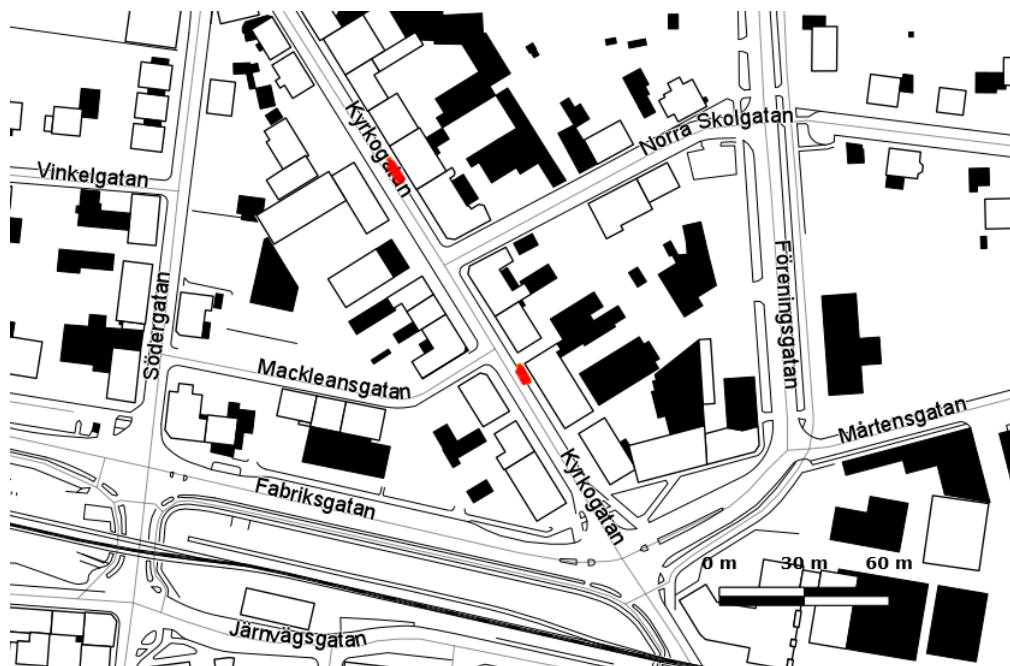 Kyrkogatan
Norra Skolgatan
Vinkelgatan
Södergatan
Föreningsgatan
Mackleansgatan
Mårtensgatan
Kyrkogatan
Fabriksgatan
0 m 30 m 60 m
Järnvägsgatan